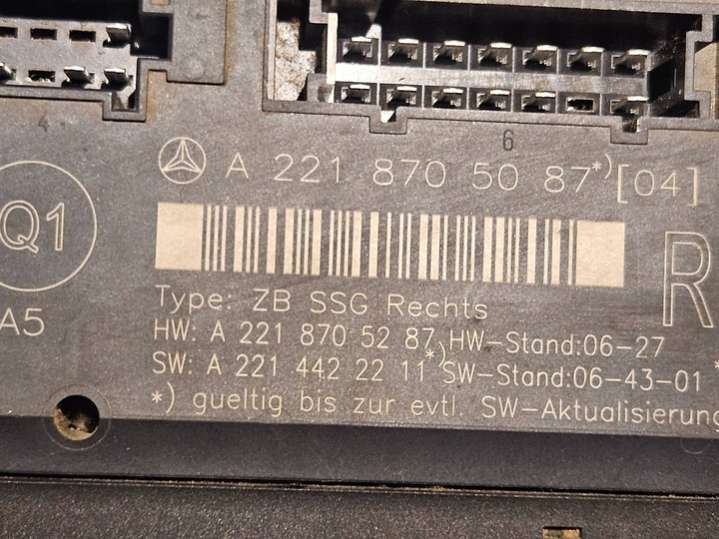 4
6
A 221 870 50 87*)[04]
Q1
A5
R
Type: ZB SSG Rechts
HW: A 221 870 52 87 HW-Stand:06-27
SW: A 221 442 22 11*) SW-Stand:06-43-01 *
*) gueltig bis zur evtl. SW-Aktualisierung